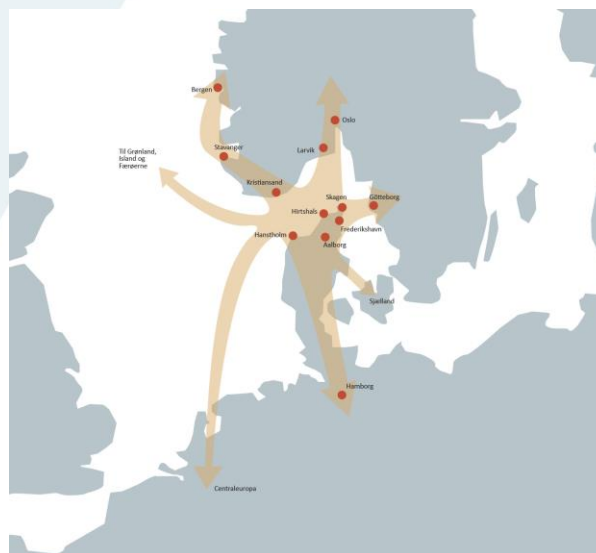 Bergen
Oslo
Larvik
Til Grønland,
Island og
Færøerne
Stavanger
Kristiansand
Skagen
Göteborg
Hirtshals
Frederikshavn
Hanstholm
Aalborg
Sjælland
Hamborg
Centraleuropa